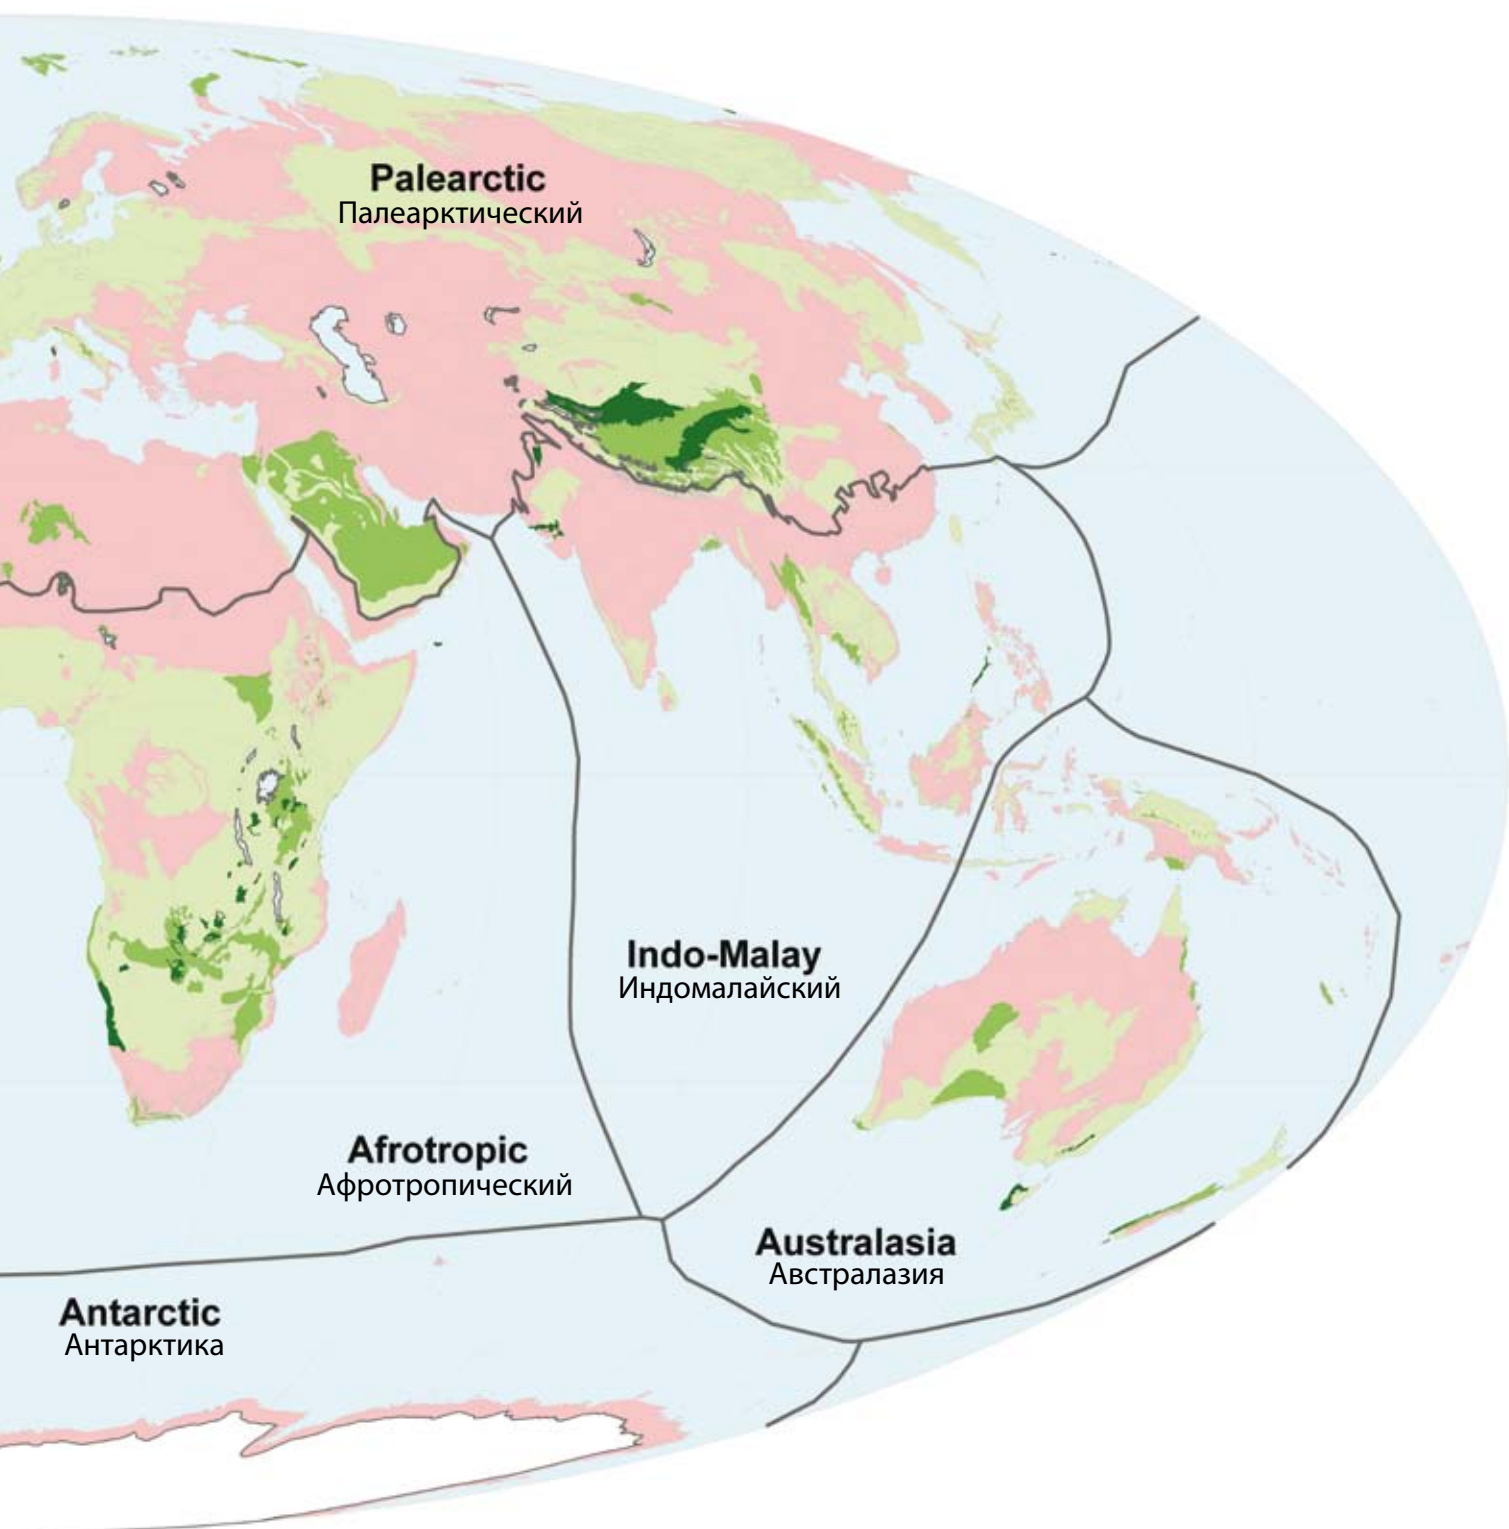 Palearctic
Палеарктический
Indo-Malay
Индомалайский
Afrotropic
Афротропический
Australasia
Австралазия
Antarctic
Антарктика